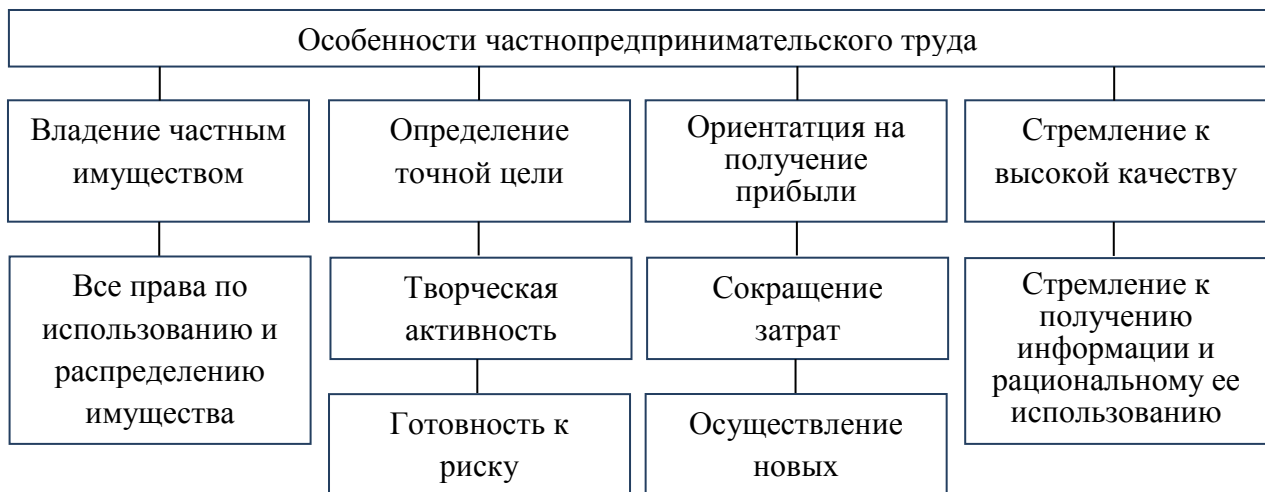 Особенности частнопредпринимательского труда
Владение частным
имуществом
Определение
точной цели
Ориентатция на
получение
прибыли
Стремление к
высокой качеству
Все права по
использованию и
распределению
имущества
Творческая
активность
Сокращение
затрат
Стремление к
получению
информации и
рациональному ее
использованию
Готовность к
риску
Осуществление
новых